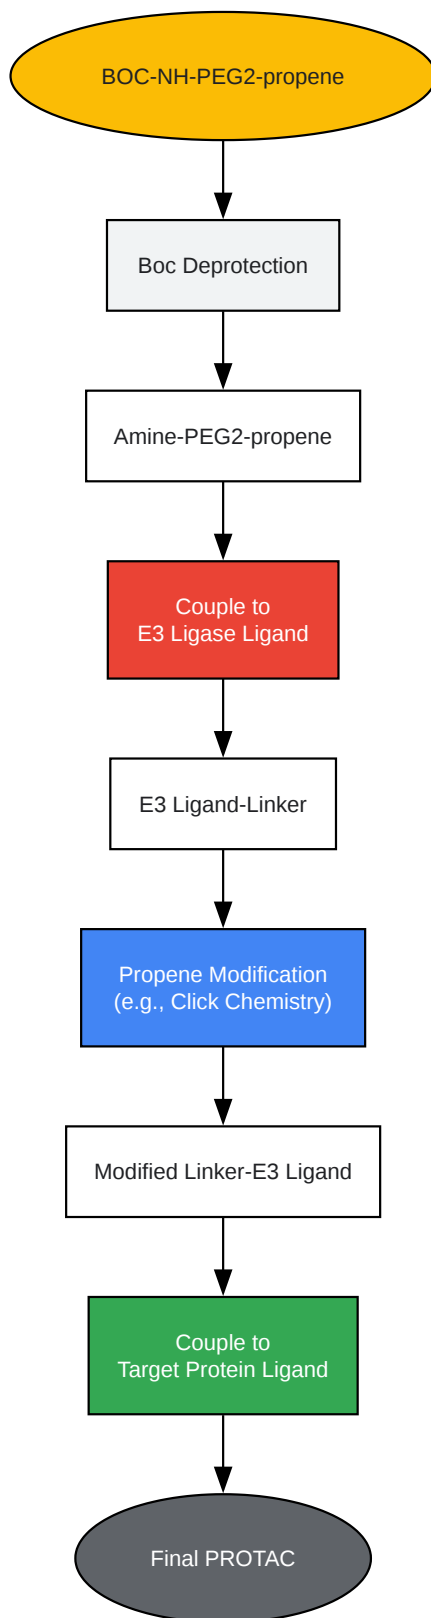 BOC-NH-PEG2-propene
Boc Deprotection
Amine-PEG2-propene
Couple to
E3 Ligase Ligand
E3 Ligand-Linker
Propene Modification
(e.g., Click Chemistry)
Modified Linker-E3 Ligand
Couple to
Target Protein Ligand
Final PROTAC